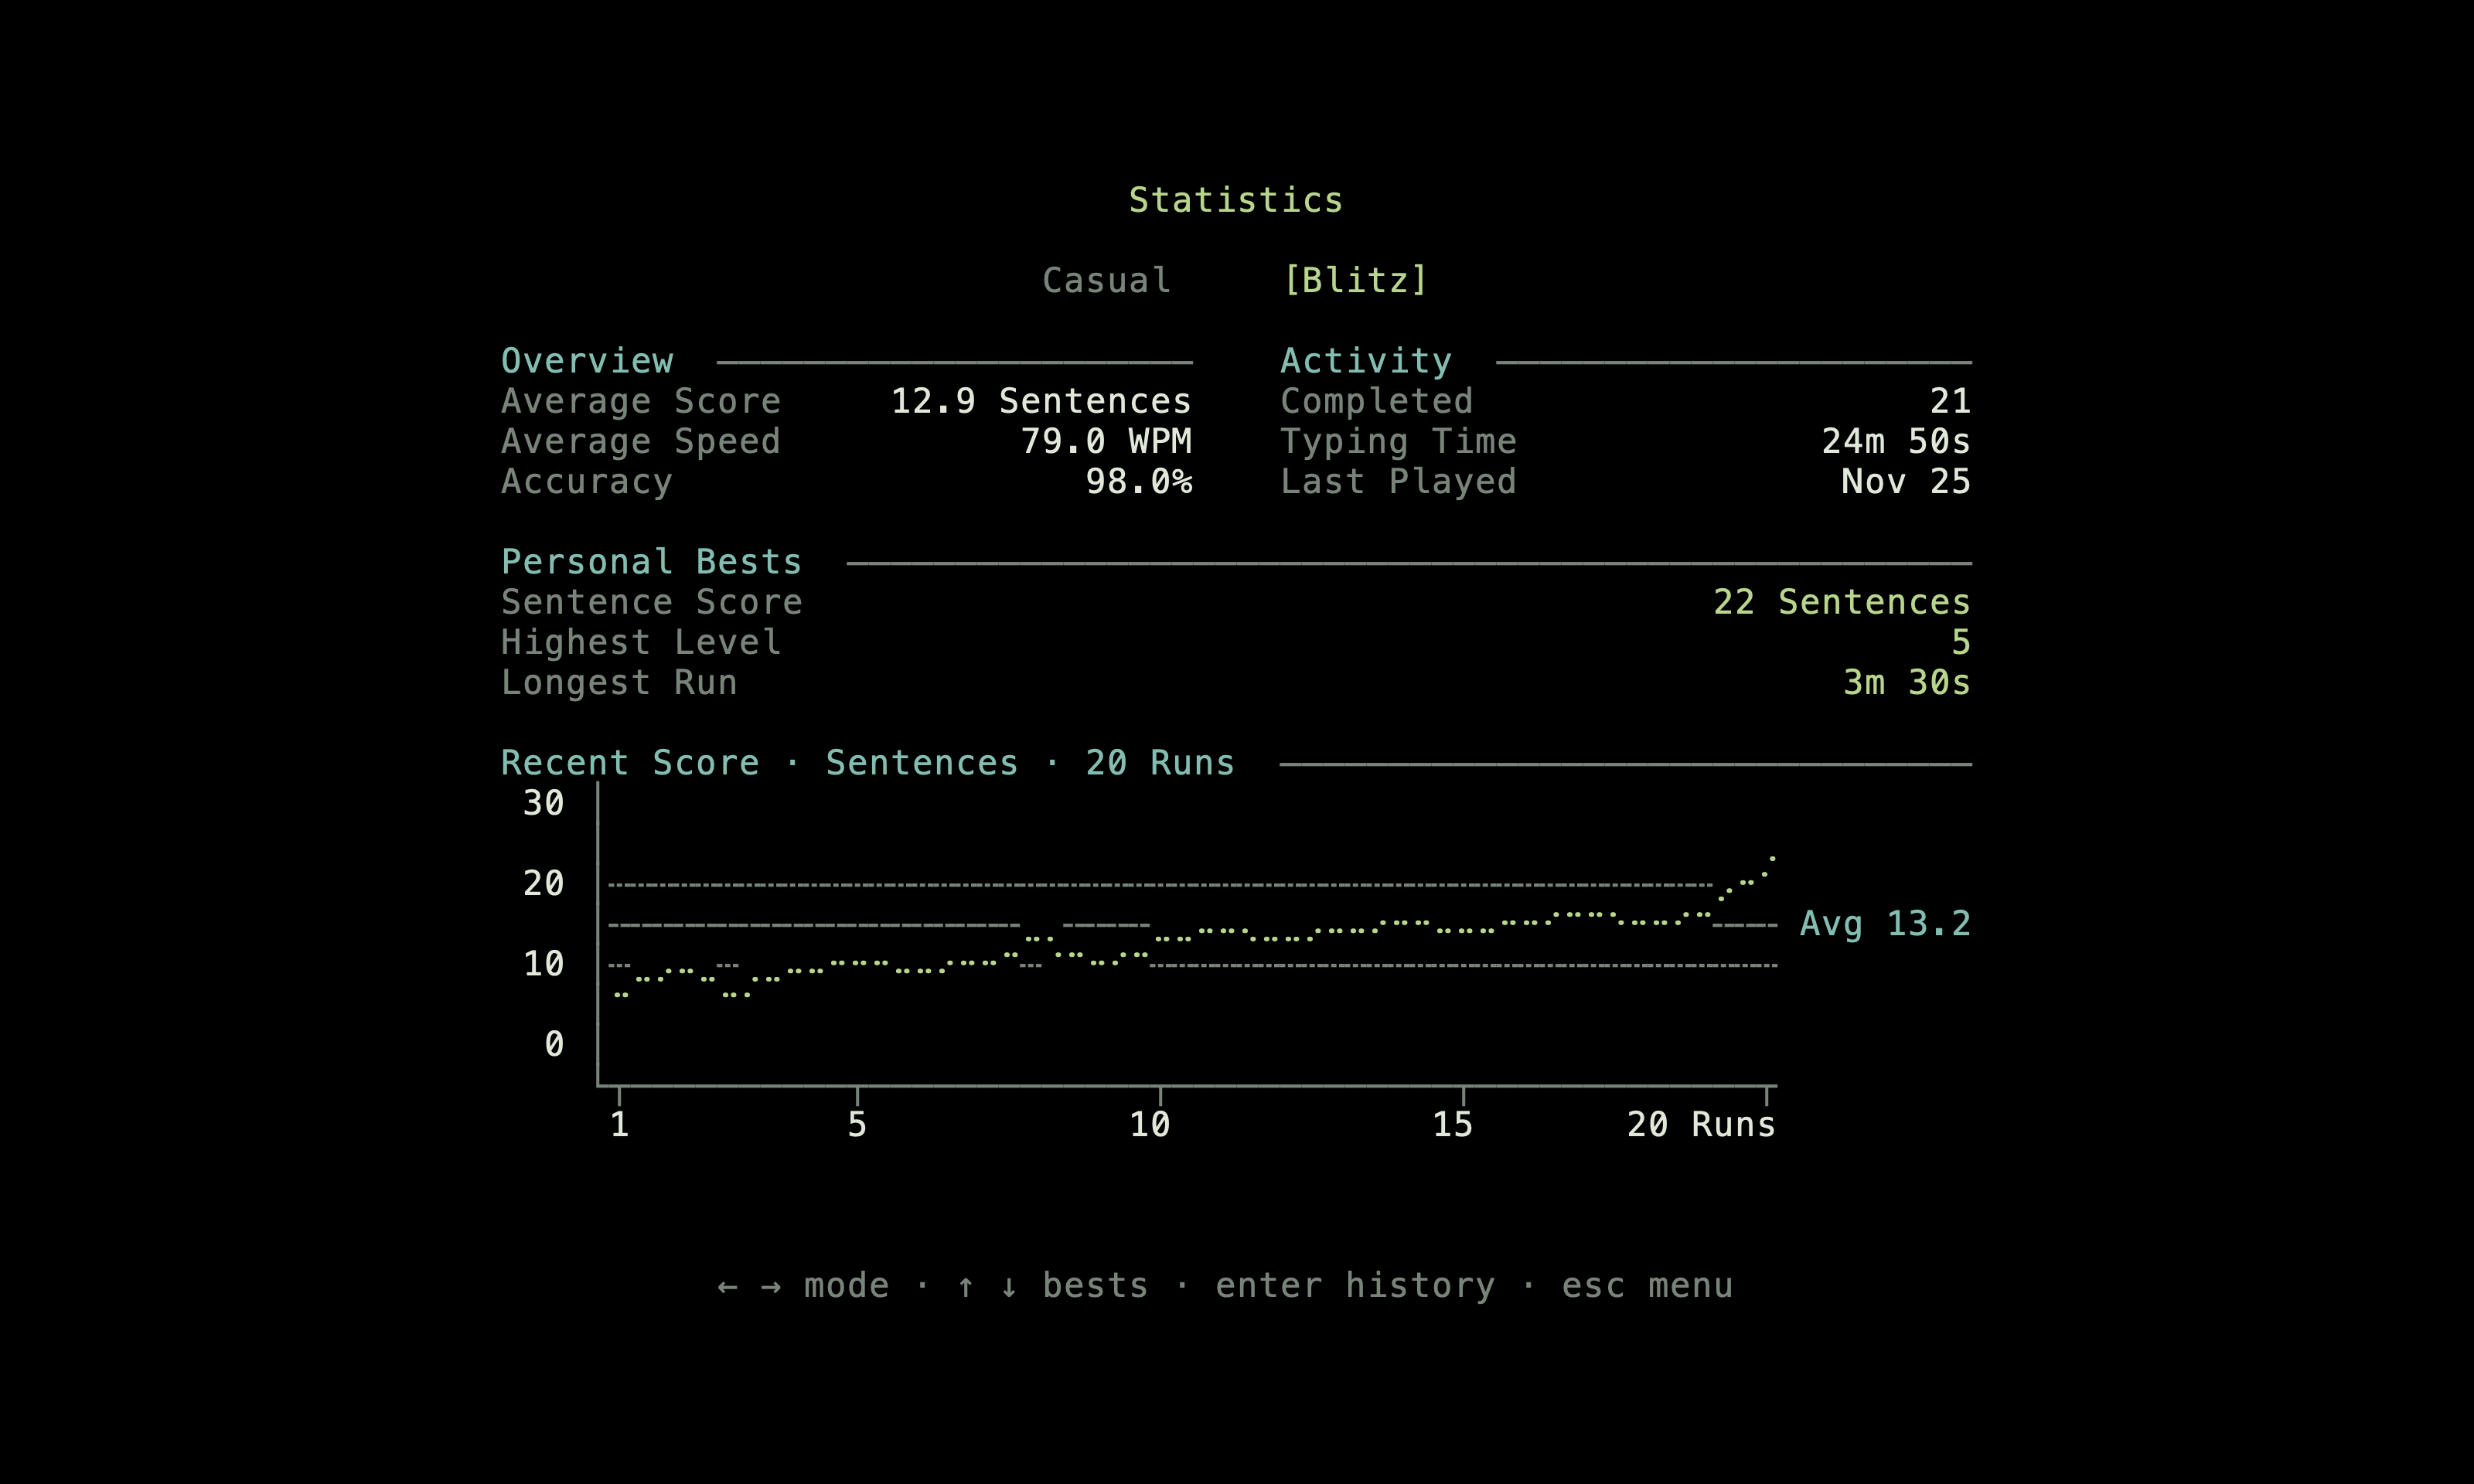 Statistics
Casual [Blitz]
Overview
Average Score 12.9 Sentences
Average Speed 79.0 WPM
Accuracy 98.0%
Activity
Completed 21
Typing Time 24m 50s
Last Played Nov 25
Personal Bests
Sentence Score 22 Sentences
Highest Level 5
Longest Run 3m 30s
Recent Score · Sentences · 20 Runs
30
20
Avg 13.2
10
0
1 5 10 15 20 Runs
← → mode · ↑ ↓ bests · enter history · esc menu